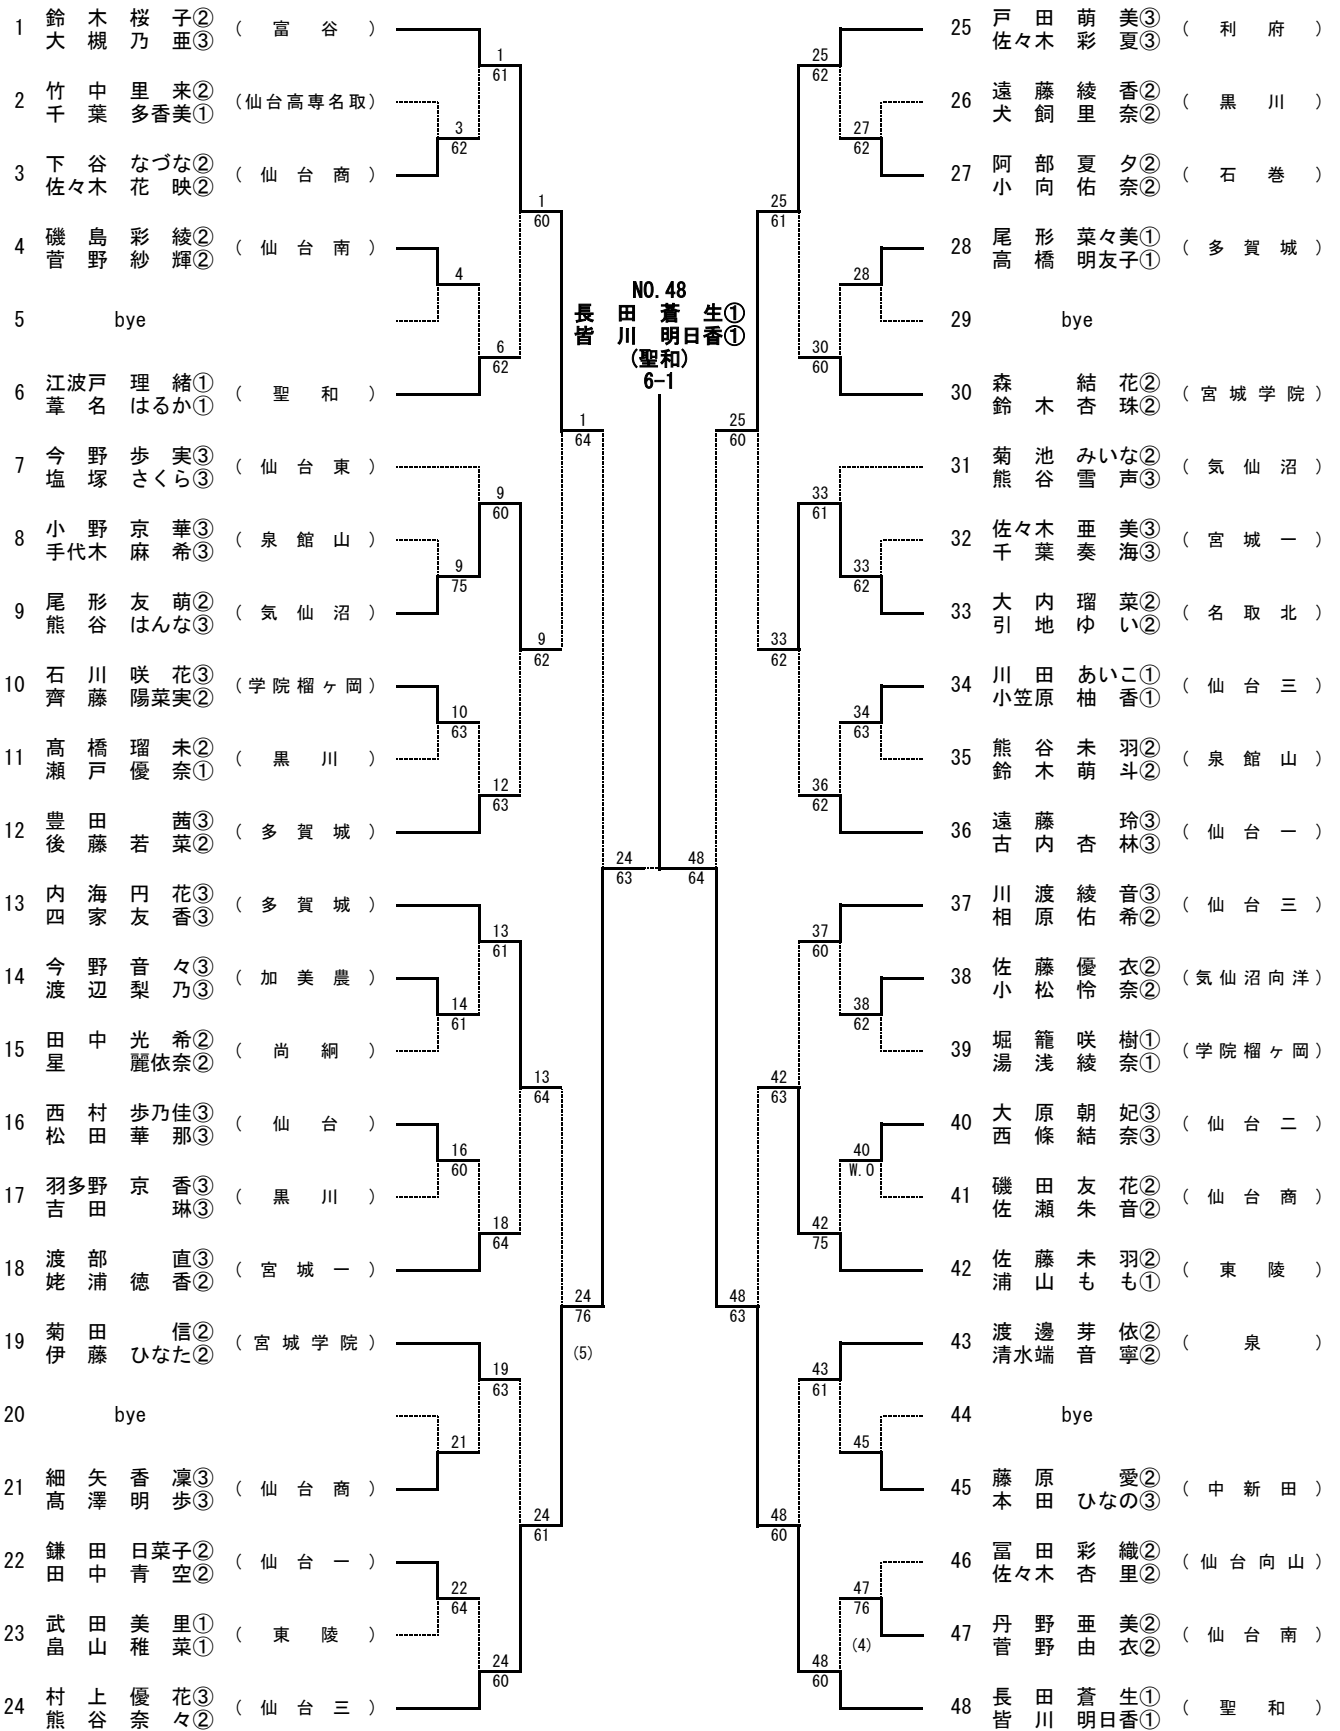 1 鈴木桜子② (富谷)
大槻乃亜③
2 竹中里来② (仙台高専名取)
千葉多香美①
3 下谷なづな② (仙台商)
佐々木花映②
4 磯島彩綾② (仙台南)
菅野紗輝②
5 bye
6 江波戸理緒① (聖和)
葦名はるか①
7 今野歩実③ (仙台東)
塩塚さくら③
8 小野京華③ (泉館山)
手代木麻希③
9 尾形友萌② (気仙沼)
熊谷はんな③
10 石川咲花③ (学院榴ヶ岡)
齊藤陽菜実②
11 髙橋瑠未② (黒川)
瀬戸優奈①
12 豊田茜③ (多賀城)
後藤若菜②
13 内海円花③ (多賀城)
四家友香③
14 今野音々③ (加美農)
渡辺梨乃③
15 田中光希② (尚絅)
星麗依奈②
16 西村歩乃佳③ (仙台)
松田華那③
17 羽多野京香③ (黒川)
吉田琳③
18 渡部直③ (宮城一)
姥浦徳香②
19 菊田信② (宮城学院)
伊藤ひなた②
20 bye
21 細矢香凜③ (仙台商)
髙澤明歩③
22 鎌田日菜子② (仙台一)
田中青空②
23 武田美里① (東陵)
畠山稚菜①
24 村上優花③ (仙台三)
熊谷奈々②
1
61
3
62
4
6
62
1
60
9
60
9
75
10
63
12
63
9
62
1
64
13
61
14
61
16
60
18
64
13
64
19
63
21
22
64
24
60
24
61
24
76
(5)
24
63
NO.48
長田蒼生①
皆川明日香①
(聖和)
6-1
48
64
25
60
25
61
25
62
27
62
28
30
60
33
62
33
61
33
62
34
63
36
62
48
63
42
63
37
60
38
62
40
W.O
42
75
48
60
43
61
45
47
76
(4)
48
60
25 戸田萌美③ (利府)
佐々木彩夏③
26 遠藤綾香② (黒川)
犬飼里奈②
27 阿部夏夕② (石巻)
小向佑奈②
28 尾形菜々美① (多賀城)
高橋明友子①
29 bye
30 森結花② (宮城学院)
鈴木杏珠②
31 菊池みいな② (気仙沼)
熊谷雪声③
32 佐々木亜美③ (宮城一)
千葉奏海③
33 大内瑠菜② (名取北)
引地ゆい②
34 川田あいこ① (仙台三)
小笠原柚香①
35 熊谷未羽② (泉館山)
鈴木萌斗②
36 遠藤玲③ (仙台一)
古内杏林③
37 川渡綾音③ (仙台三)
相原佑希②
38 佐藤優衣② (気仙沼向洋)
小松怜奈②
39 堀籠咲樹① (学院榴ヶ岡)
湯浅綾奈①
40 大原朝妃③ (仙台二)
西條結奈③
41 磯田友花② (仙台商)
佐瀬朱音②
42 佐藤未羽② (東陵)
浦山もも①
43 渡邊芽依② (泉)
清水端音寧②
44 bye
45 藤原愛② (中新田)
本田ひなの③
46 冨田彩織② (仙台向山)
佐々木杏里②
47 丹野亜美② (仙台南)
菅野由衣②
48 長田蒼生① (聖和)
皆川明日香①